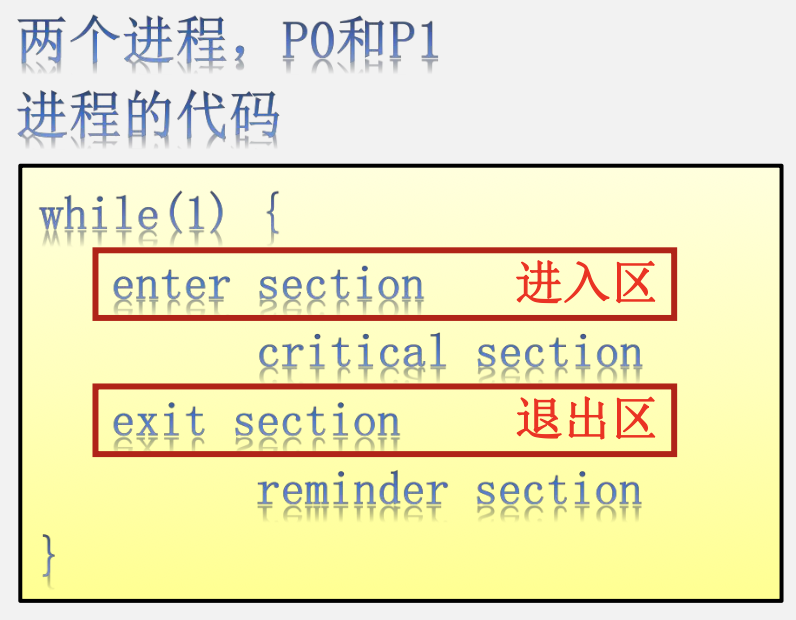 两个进程，P0和P1
进程的代码
while(1) {
enter section 进入区
critical section
exit section 退出区
reminder section
}